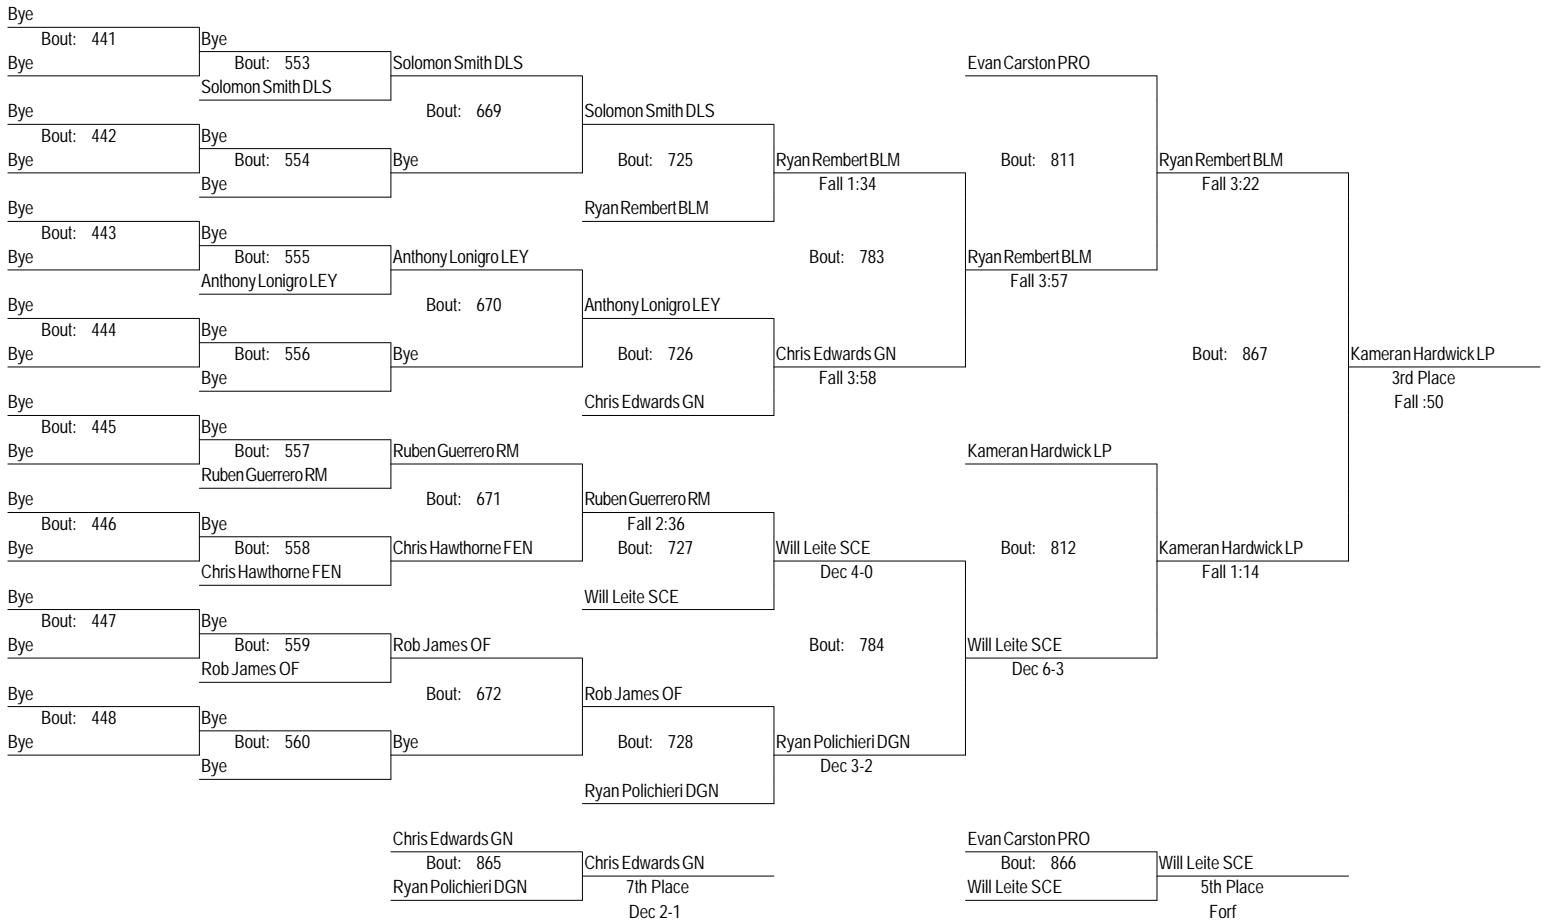 Bye
Bout: 441
Bye
Bye
Bout: 553
Solomon Smith DLS
Solomon Smith DLS
Evan Carston PRO
Bye
Bout: 442
Bye
Bye
Bout: 554
Bye
Bye
Bout: 669
Solomon Smith DLS
Bout: 725
Ryan Rembert BLM
Ryan Rembert BLM
Fall 1:34
Bout: 811
Ryan Rembert BLM
Fall 3:22
Bye
Bout: 443
Bye
Bye
Bout: 555
Anthony Lonigro LEY
Anthony Lonigro LEY
Bout: 783
Ryan Rembert BLM
Fall 3:57
Bye
Bout: 444
Bye
Bye
Bout: 556
Bye
Bye
Bout: 670
Anthony Lonigro LEY
Bout: 726
Chris Edwards GN
Chris Edwards GN
Fall 3:58
Bout: 867
Kameran Hardwick LP
3rd Place
Fall :50
Bye
Bout: 445
Bye
Bye
Bout: 557
Ruben Guerrero RM
Ruben Guerrero RM
Kameran Hardwick LP
Bye
Bout: 446
Bye
Bye
Bout: 558
Chris Hawthorne FEN
Chris Hawthorne FEN
Bout: 671
Ruben Guerrero RM
Fall 2:36
Bout: 727
Will Leite SCE
Will Leite SCE
Dec 4-0
Bout: 812
Kameran Hardwick LP
Fall 1:14
Bye
Bout: 447
Bye
Bye
Bout: 559
Rob James OF
Rob James OF
Bout: 784
Will Leite SCE
Dec 6-3
Bye
Bout: 448
Bye
Bye
Bout: 560
Bye
Bye
Bout: 672
Rob James OF
Bout: 728
Ryan Polichieri DGN
Ryan Polichieri DGN
Dec 3-2
Chris Edwards GN
Bout: 865
Ryan Polichieri DGN
Chris Edwards GN
7th Place
Dec 2-1
Evan Carston PRO
Bout: 866
Will Leite SCE
Will Leite SCE
5th Place
Forf